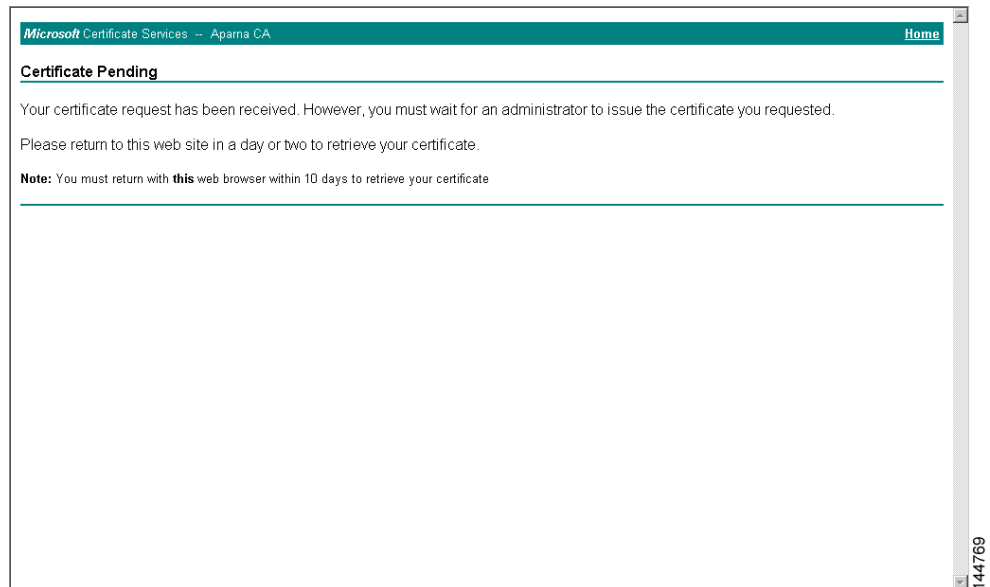 Microsoft Certificate Services -- Aparna CA Home
Certificate Pending
Your certificate request has been received. However, you must wait for an administrator to issue the certificate you requested.
Please return to this web site in a day or two to retrieve your certificate.
Note: You must return with this web browser within 10 days to retrieve your certificate
144769